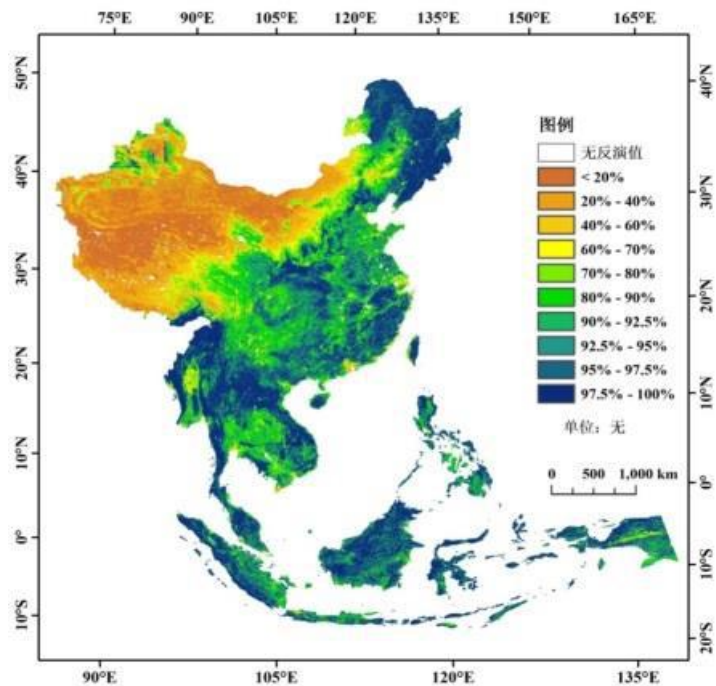 75°E 90°E 105°E 120°E 135°E 150°E 165°E
50°N
40°N
30°N
20°N
10°N
0°
10°S
图例
无反演值
< 20%
20% - 40%
40% - 60%
60% - 70%
70% - 80%
80% - 90%
90% - 92.5%
92.5% - 95%
95% - 97.5%
97.5% - 100%
单位：无
0 500 1,000 km
40°N
30°N
20°N
10°N
0°
10°S
20°S
90°E 105°E 120°E 135°E